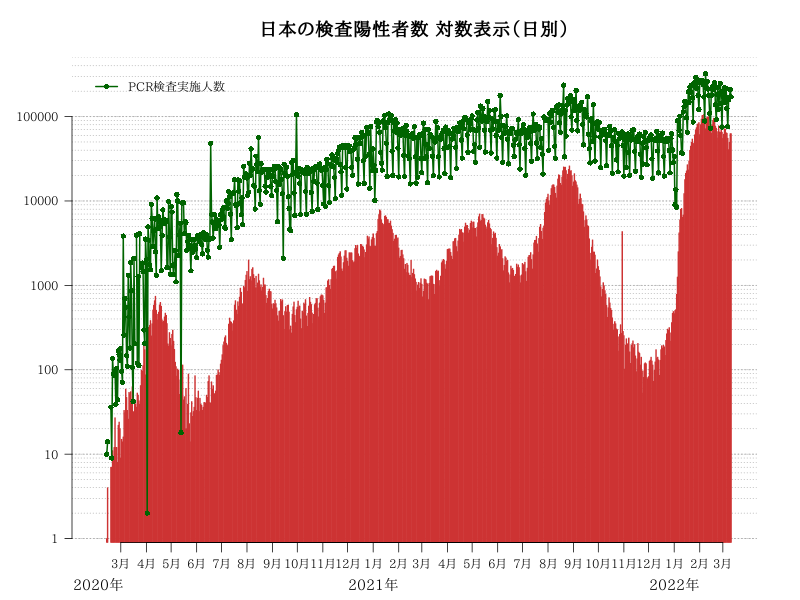 日本の検査陽性者数 対数表示（日別）
PCR検査実施人数
100000
10000
1000
100
10
1
3月 4月 5月 6月 7月 8月 9月 10月 11月 12月 1月 2月 3月 4月 5月 6月 7月 8月 9月 10月 11月 12月 1月 2月 3月
2020年 2021年 2022年